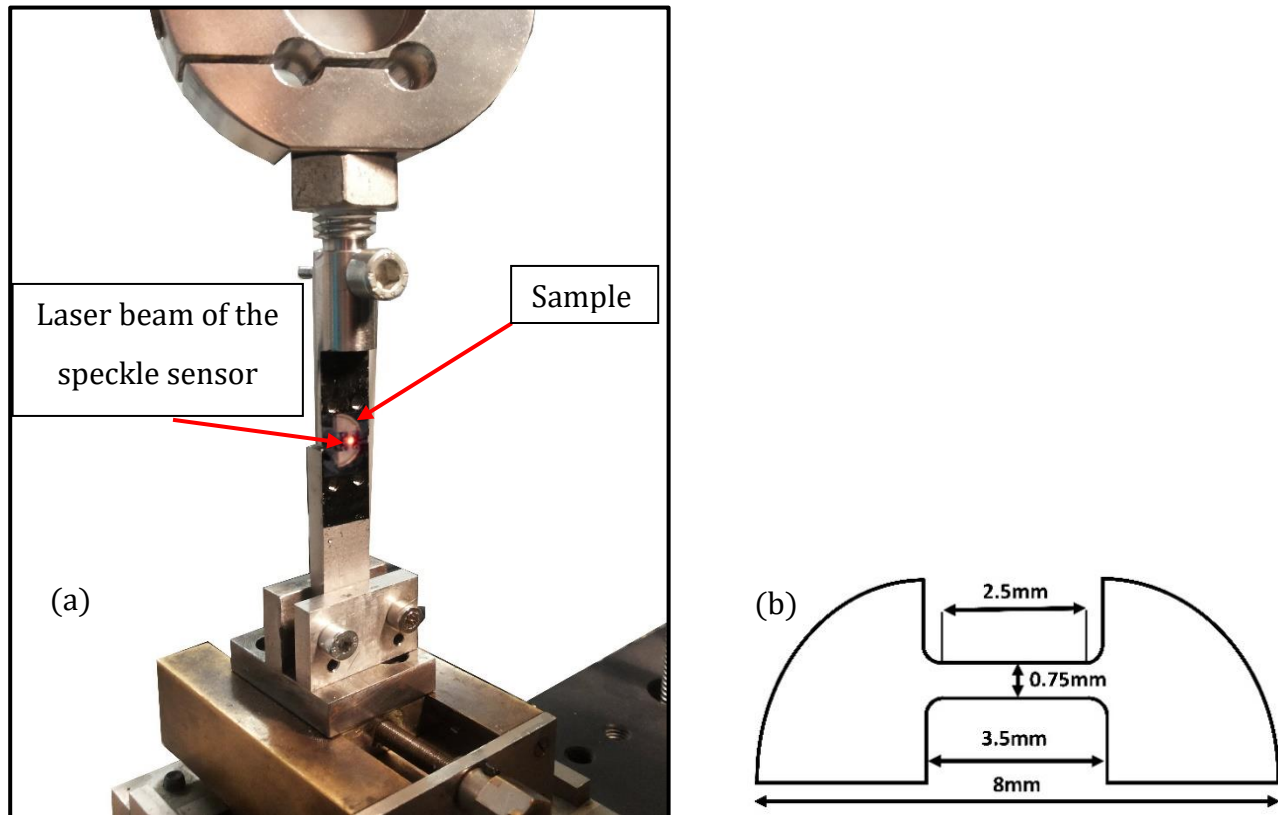 Laser beam of the
speckle sensor
Sample
(a)
(b)
2.5mm
0.75mm
3.5mm
8mm